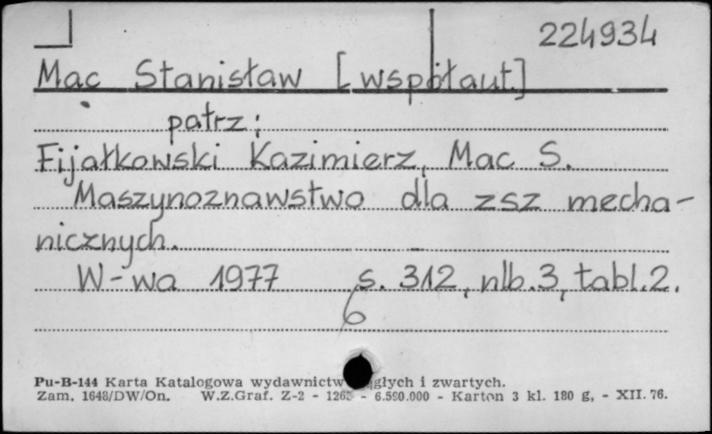 224934
Mac Stanisław [współaut.]
patrz:
Fijałkowski Kazimierz, Mac S.
Maszynoznawstwo dla zsz mecha-
nicznych.
W-wa 1977 s. 312, nlb. 3, tabl. 2.
6
Pu-B-144 Karta Katalogowa wydawnictw głych i zwartych.
Zam. 1648/DW/On. W.Z.Graf. Z-2 - 126 - 6.590.000 - Karton 3 kl. 180 g, - XII. 76.